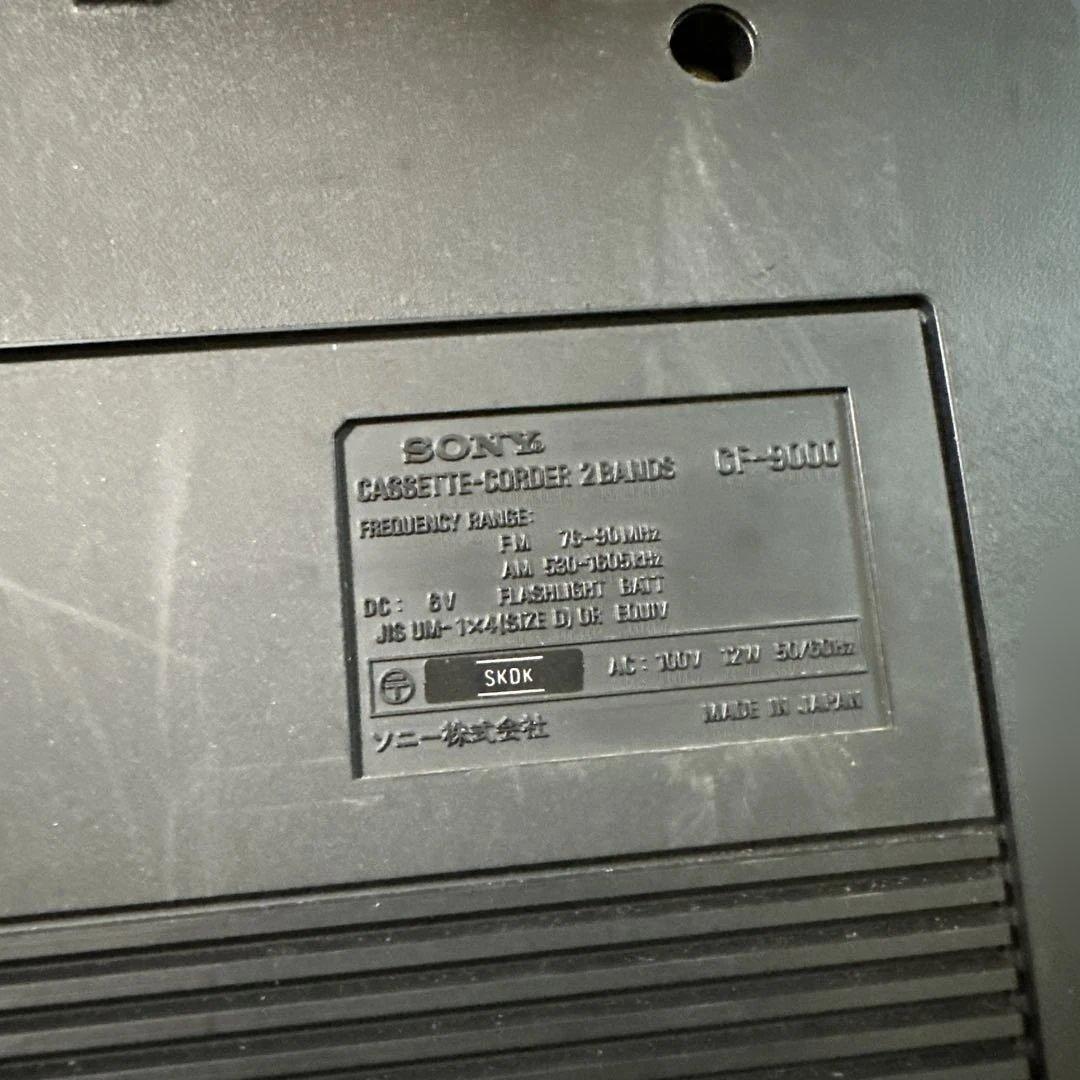 SONY®
CASSETTE-CORDER 2 BANDS CF-9000
FREQUENCY RANGE:
FM 76-90MHz
AM 530-1605kHz
DC: 6V FLASHLIGHT BATT
JIS UM-1×4(SIZE D) OR EQUIV
〒 SKDK AC: 100V 12W 50/60Hz
ソニー株式会社 MADE IN JAPAN